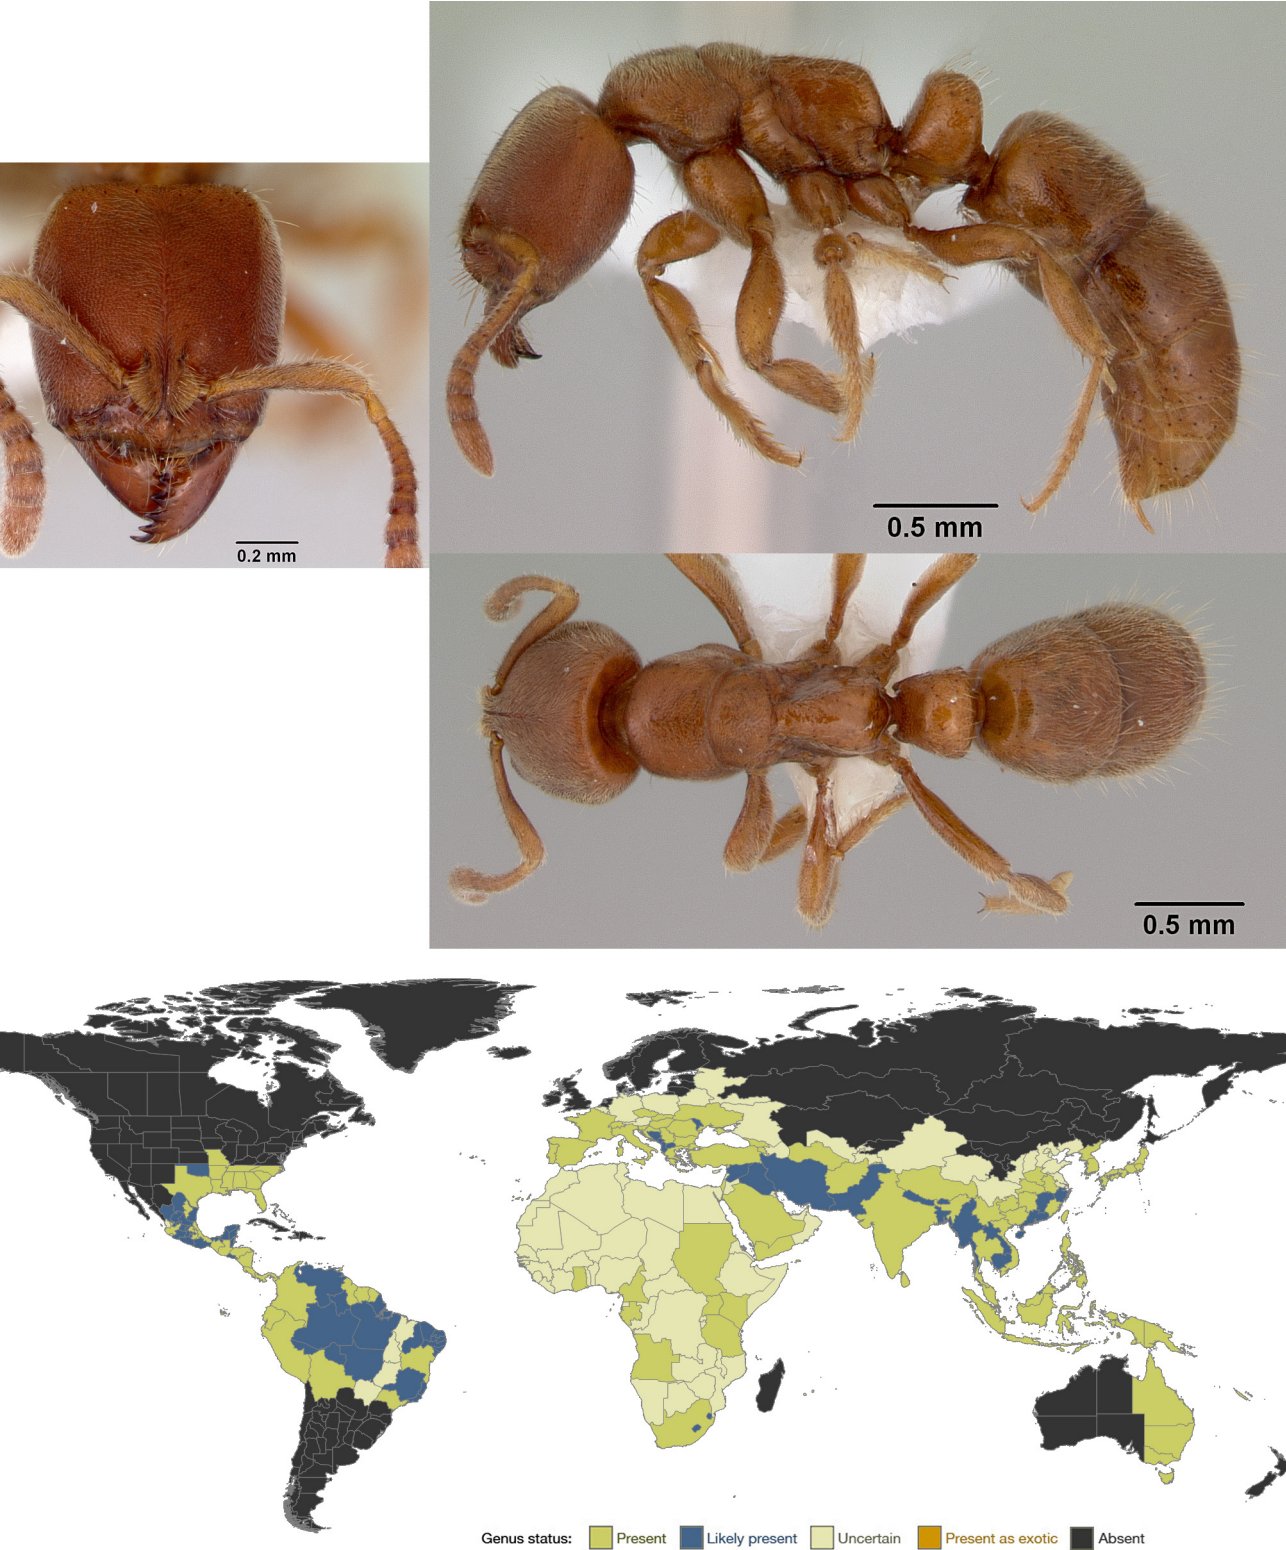 0.5 mm
0.2 mm
0.5 mm
Genus status: Present Likely present Uncertain Present as exotic Absent